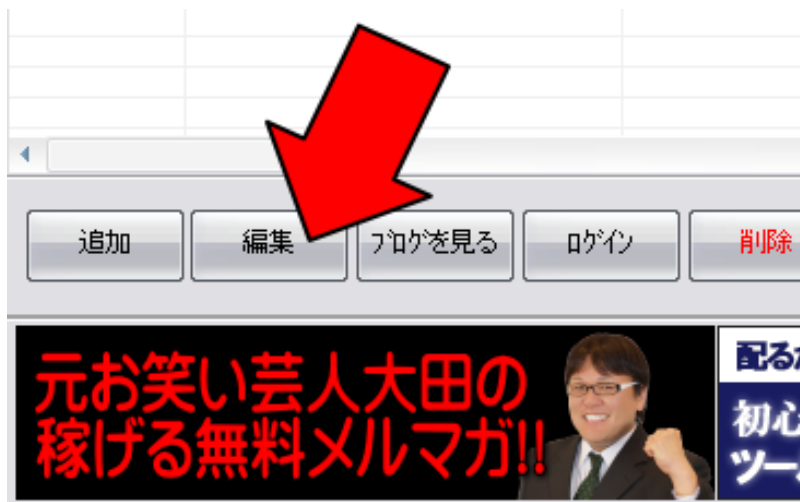 追加
編集
ﾌﾞﾛｸﾞを見る
ﾛｸﾞｲﾝ
削除
元お笑い芸人大田の
稼げる無料メルマガ!!
配る
初心
ツー